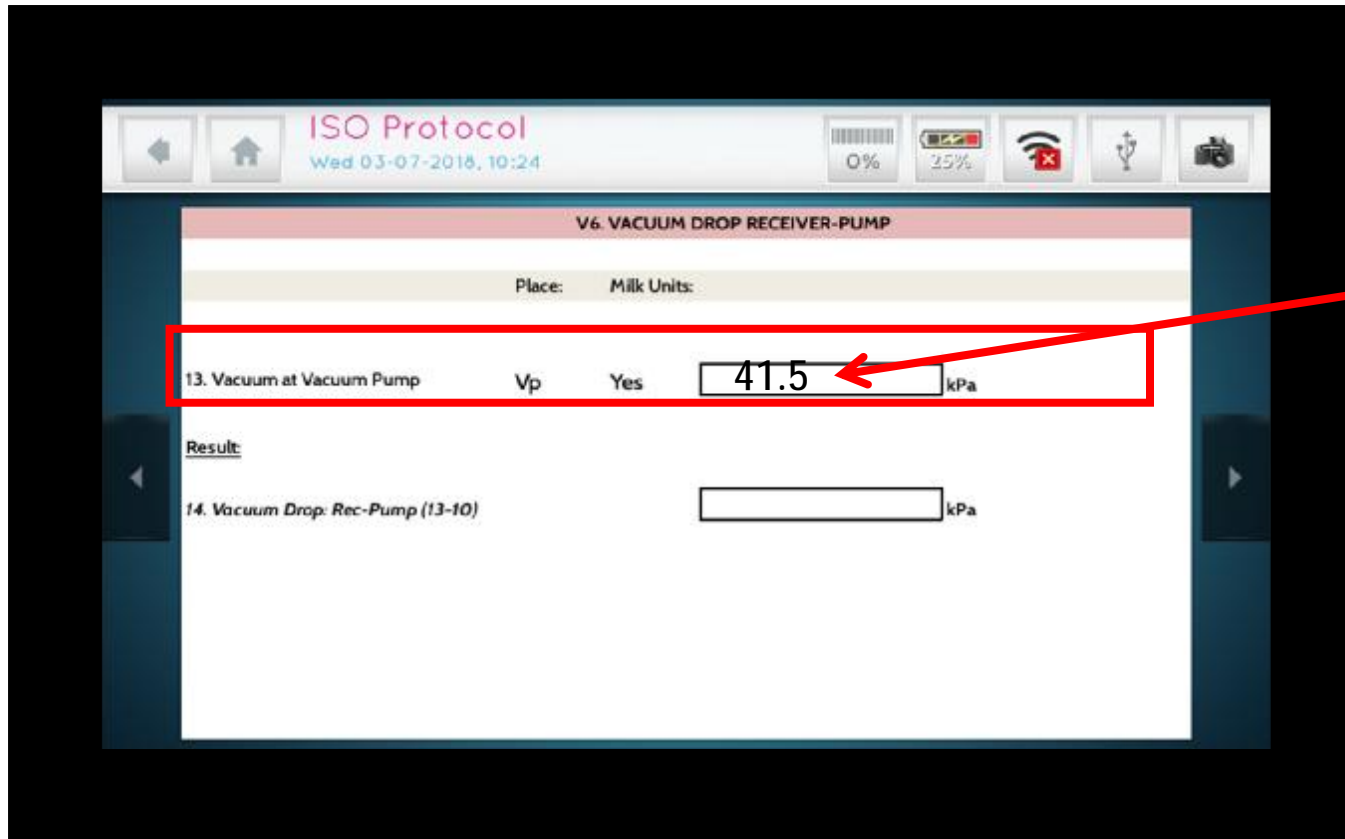 ISO Protocol
Wed 03-07-2018, 10:24
0%
25%
V6. VACUUM DROP RECEIVER-PUMP
Place: Milk Units:
13. Vacuum at Vacuum Pump Vp Yes 41.5 kPa
Result:
14. Vacuum Drop: Rec-Pump (13-10) kPa